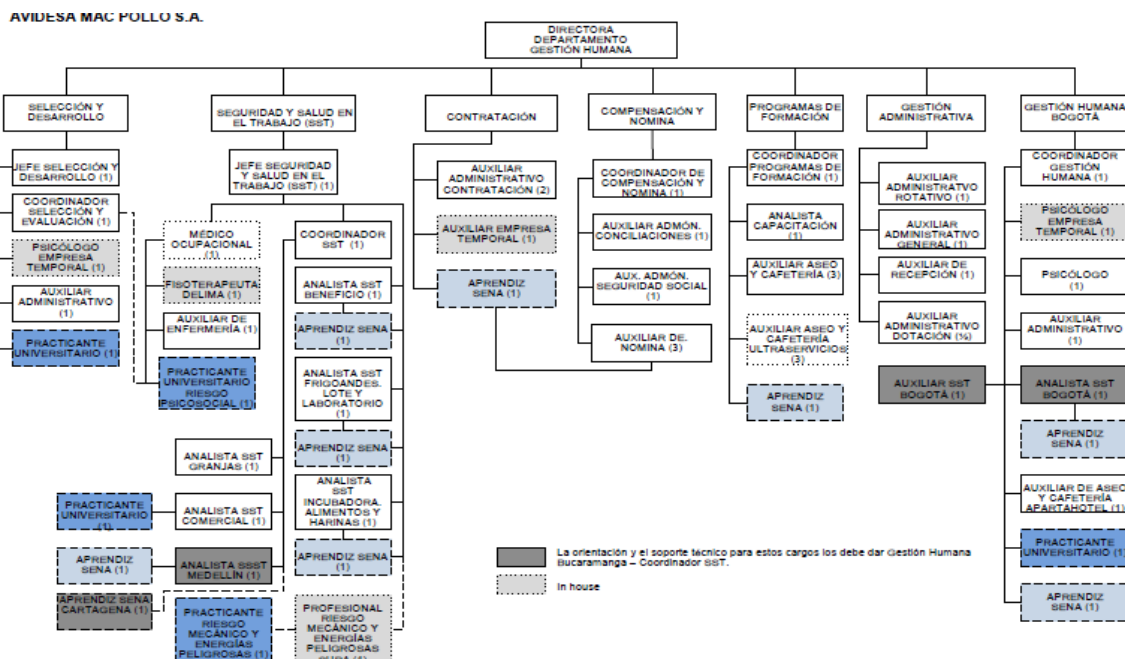 AVIDESA MAC POLLO S.A.
DIRECTORA
DEPARTAMENTO
GESTIÓN HUMANA
SELECCIÓN Y
DESARROLLO
JEFE SELECCIÓN Y
DESARROLLO (1)
COORDINADOR
SELECCIÓN Y
EVALUACIÓN (1)
PSICÓLOGO
EMPRESA
TEMPORAL (1)
AUXILIAR
ADMINISTRATIVO
(1)
PRACTICANTE
UNIVERSITARIO (1)
SEGURIDAD Y SALUD EN
EL TRABAJO (SST)
JEFE SEGURIDAD
Y SALUD EN EL
TRABAJO (SST) (1)
MÉDICO
OCUPACIONAL
(1)
FISIOTERAPEUTA
DELIMA (1)
AUXILIAR DE
ENFERMERÍA (1)
PRACTICANTE
UNIVERSITARIO
RIESGO
PSICOSOCIAL (1)
COORDINADOR
SST (1)
ANALISTA SST
BENEFICIO (1)
APRENDIZ SENA
(1)
ANALISTA SST
FRIGOANDES.
LOTE Y
LABORATORIO
(1)
APRENDIZ SENA
(1)
ANALISTA
SST
INCUBADORA.
ALIMENTOS Y
HARINAS (1)
APRENDIZ SENA
(1)
ANALISTA SST
GRANJAS (1)
PRACTICANTE
UNIVERSITARIO
(1)
ANALISTA SST
COMERCIAL (1)
APRENDIZ
SENA (1)
ANALISTA SSST
MEDELLÍN (1)
APRENDIZ SENA
CARTAGENA (1)
PRACTICANTE
RIESGO
MECÁNICO Y
ENERGÍAS
PELIGROSAS (1)
PROFESIONAL
RIESGO
MECÁNICO Y
ENERGÍAS
PELIGROSAS
CONTRATACIÓN
AUXILIAR
ADMINISTRATIVO
CONTRATACIÓN (2)
AUXILIAR EMPRESA
TEMPORAL (1)
APRENDIZ
SENA (1)
COMPENSACIÓN Y
NOMINA
COORDINADOR DE
COMPENSACIÓN Y
NOMINA (1)
AUXILIAR ADMÓN.
CONCILIACIONES (1)
AUX. ADMÓN.
SEGURIDAD SOCIAL
(1)
AUXILIAR DE.
NOMINA (3)
PROGRAMAS DE
FORMACIÓN
COORDINADOR
PROGRAMAS DE
FORMACIÓN (1)
ANALISTA
CAPACITACIÓN
(1)
AUXILIAR ASEO
Y CAFETERÍA (3)
AUXILIAR ASEO Y
CAFETERÍA
ULTRASERVICIOS
(3)
APRENDIZ
SENA (1)
GESTIÓN
ADMINISTRATIVA
AUXILIAR
ADMINISTRATVO
ROTATIVO (1)
AUXILIAR
ADMINISTRATIVO
GENERAL (1)
AUXILIAR DE
RECEPCIÓN (1)
AUXILIAR
ADMINISTRATIVO
DOTACIÓN (½)
AUXILIAR SST
BOGOTÁ (1)
GESTIÓN HUMANA
BOGOTÁ
COORDINADOR
GESTIÓN
HUMANA (1)
PSICÓLOGO
EMPRESA
TEMPORAL (1)
PSICÓLOGO
(1)
AUXILIAR
ADMINISTRATIVO
(1)
ANALISTA SST
BOGOTÁ (1)
APRENDIZ
SENA (1)
AUXILIAR DE ASEO
Y CAFETERÍA
APARTAHOTEL (1)
PRACTICANTE
UNIVERSITARIO (1)
APRENDIZ
SENA (1)
La orientación y el soporte técnico para estos cargos los debe dar Gestión Humana
Bucaramanga – Coordinador SST.
In house